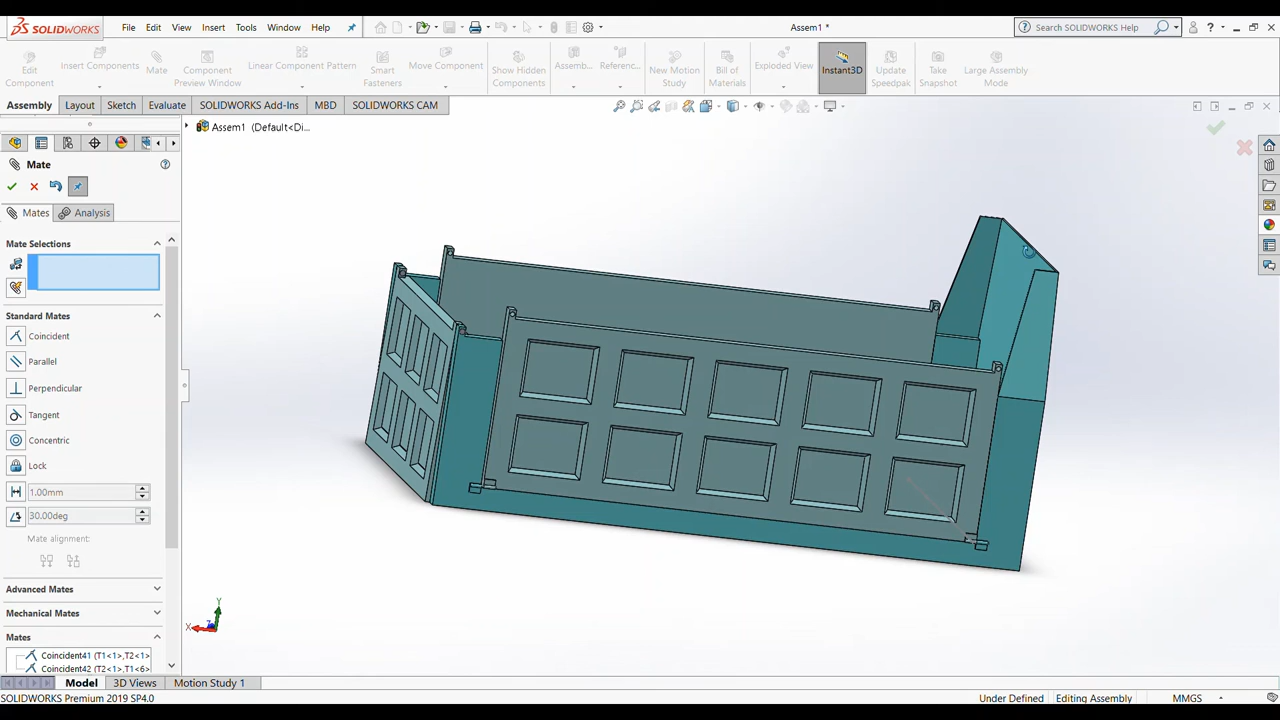 SOLIDWORKS File Edit View Insert Tools Window Help Assem1 * Search SOLIDWORKS Help
Edit Component Insert Components Mate Component Preview Window Linear Component Pattern Smart Fasteners Move Component Show Hidden Components Assemb... Referenc... New Motion Study Bill of Materials Exploded View Instant3D Update Speedpak Take Snapshot Large Assembly Mode
Assembly Layout Sketch Evaluate SOLIDWORKS Add-Ins MBD SOLIDWORKS CAM
Assem1 (Default<Di...
Mate
Mates Analysis
Mate Selections
Standard Mates
Coincident
Parallel
Perpendicular
Tangent
Concentric
Lock
1.00mm
30.00deg
Mate alignment:
Advanced Mates
Mechanical Mates
Mates
Coincident41 (T1<1>,T2<1>)
Coincident42 (T2<1>,T1<6>)
Y
X
Z
Model 3D Views Motion Study 1
SOLIDWORKS Premium 2019 SP4.0 Under Defined Editing Assembly MMGS